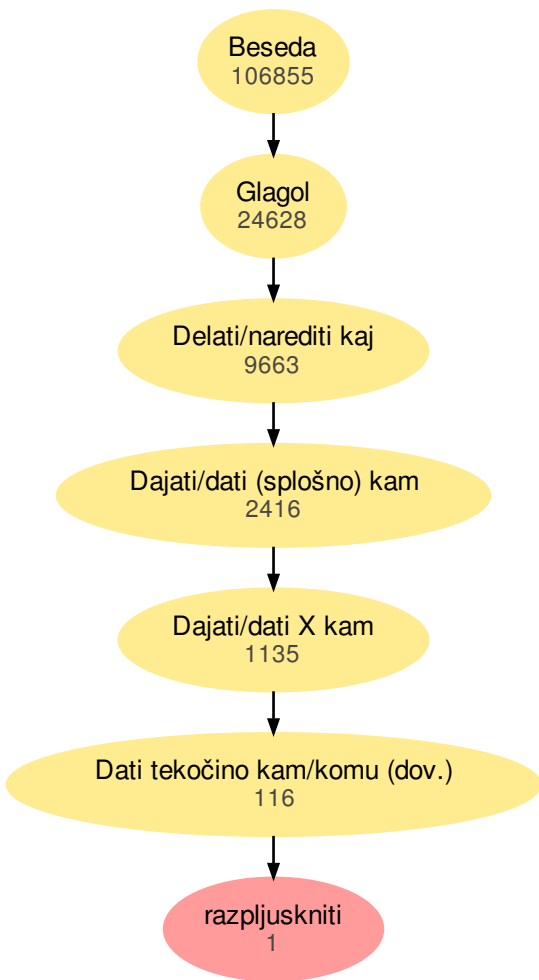 Beseda
106855
Glagol
24628
Delati/narediti kaj
9663
Dajati/dati (splošno) kam
2416
Dajati/dati X kam
1135
Dati tekočino kam/komu (dov.)
116
razpljuskniti
1